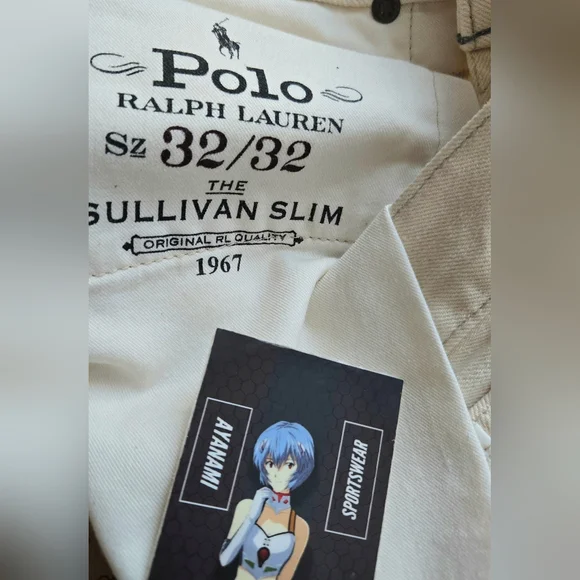 Polo
RALPH LAUREN
Sz 32/32
THE
SULLIVAN SLIM
ORIGINAL RL QUALITY
1967
AYANAMI
SPORTSWEAR